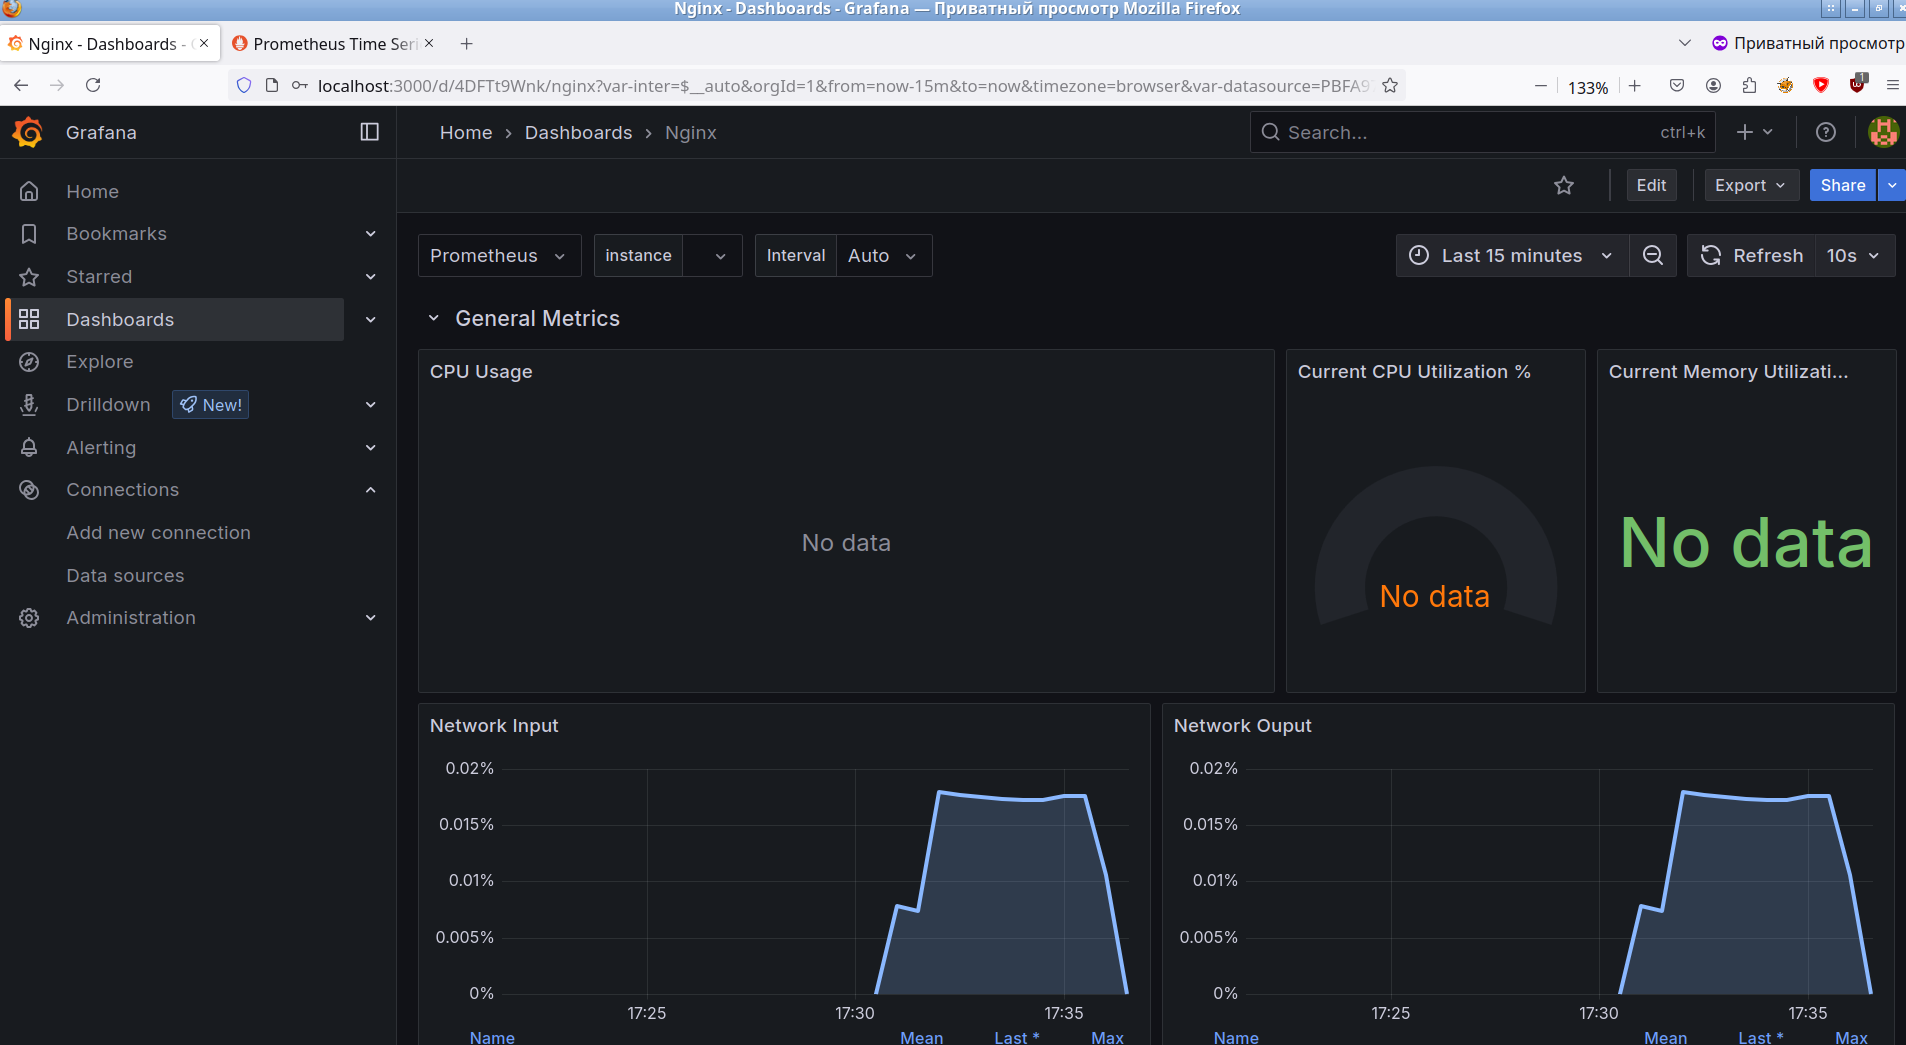 Nginx - Dashboards - Grafana — Приватный просмотр Mozilla Firefox
Nginx - Dashboards -
Prometheus Time Seri
Приватный просмотр
localhost:3000/d/4DFTt9Wnk/nginx?var-inter=$__auto&orgId=1&from=now-15m&to=now&timezone=browser&var-datasource=PBFA9
133%
1
Grafana
Home › Dashboards › Nginx
Search...
ctrl+k
Edit
Export
Share
Home
Bookmarks
Starred
Dashboards
Explore
Drilldown
New!
Alerting
Connections
Add new connection
Data sources
Administration
Prometheus
instance
Interval
Auto
Last 15 minutes
Refresh
10s
General Metrics
CPU Usage
No data
Current CPU Utilization %
No data
Current Memory Utilizati...
No data
Network Input
0.02%
0.015%
0.01%
0.005%
0%
17:25 17:30 17:35
Name Mean Last * Max
Network Ouput
0.02%
0.015%
0.01%
0.005%
0%
17:25 17:30 17:35
Name Mean Last * Max